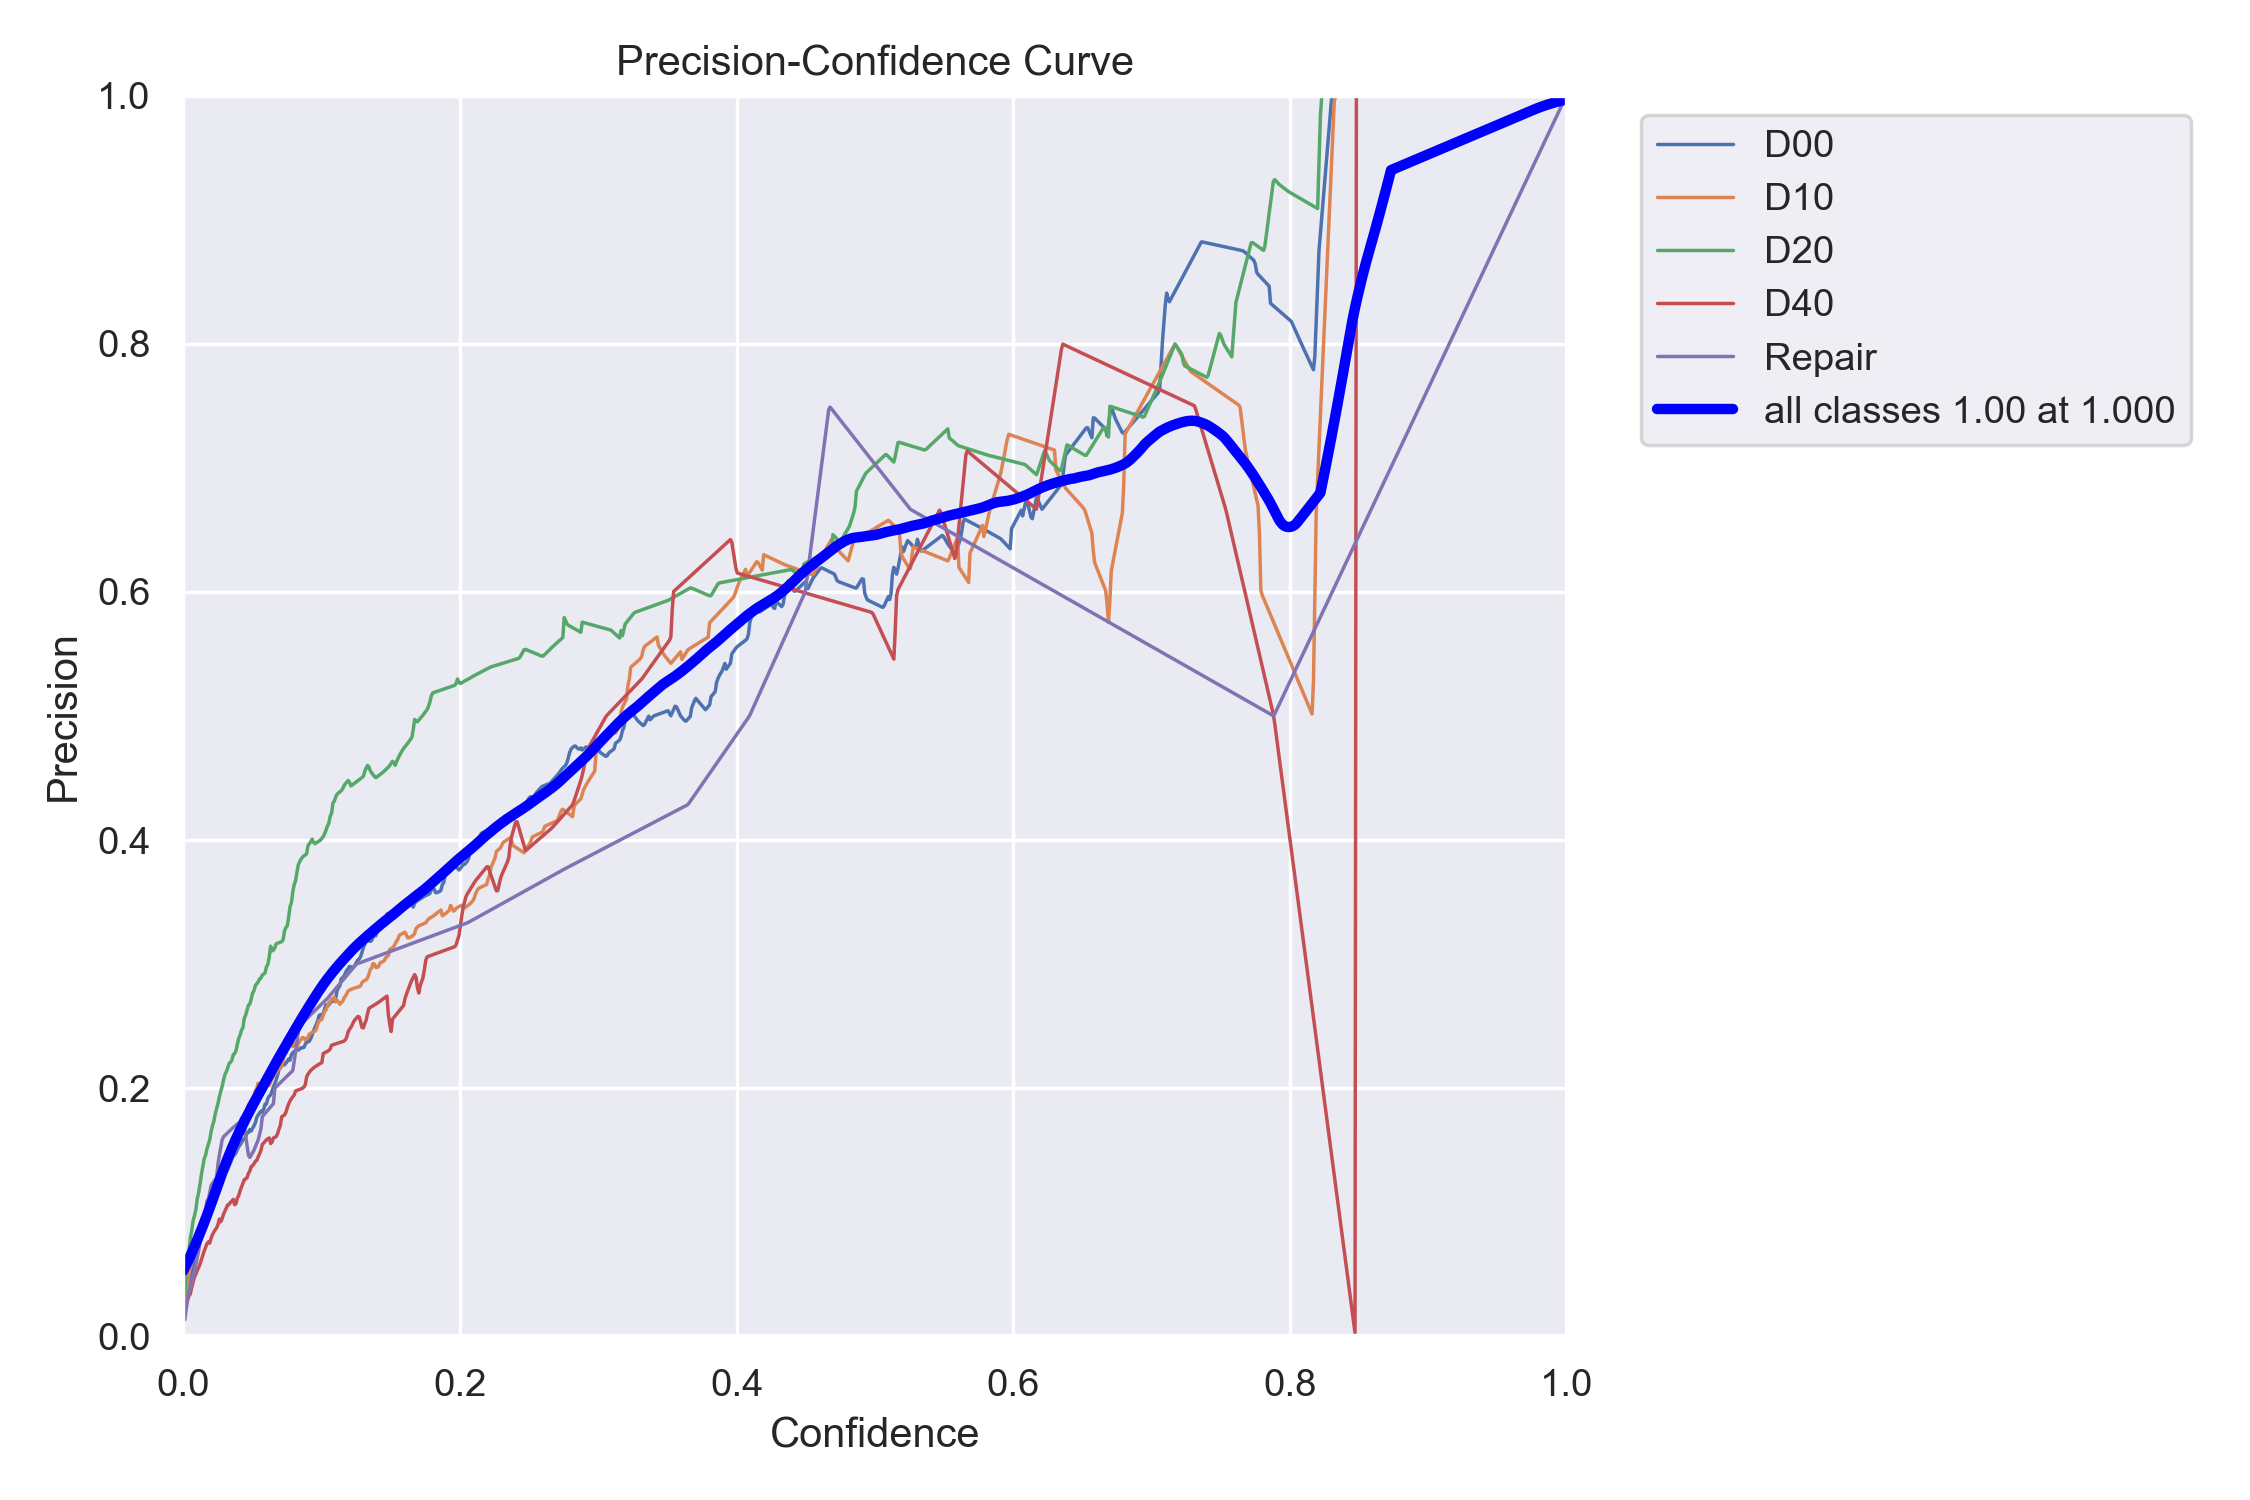 Precision-Confidence Curve
1.0
0.8
0.6
0.4
0.2
0.0
Precision
0.0 0.2 0.4 0.6 0.8 1.0
Confidence
D00
D10
D20
D40
Repair
all classes 1.00 at 1.000